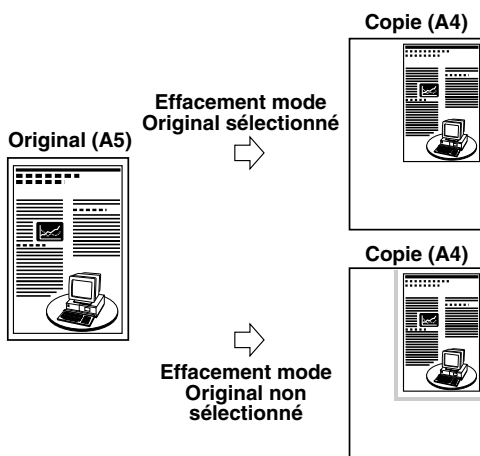 Copie (A4)
Effacement mode
Original sélectionné
Original (A5)
Copie (A4)
Effacement mode
Original non
sélectionné